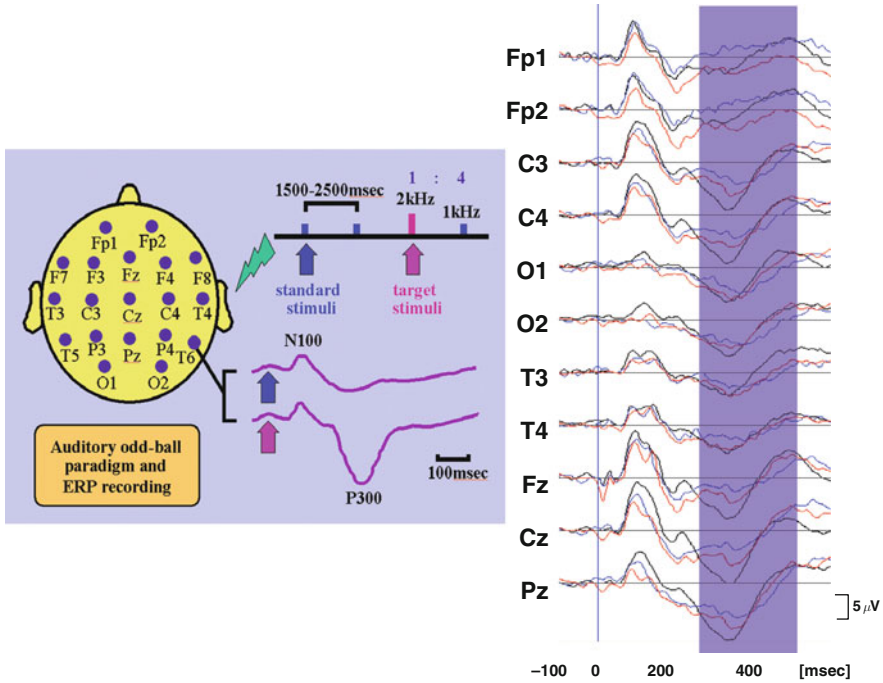 1 : 4
1500-2500msec
2kHz
1kHz
standard
stimuli
target
stimuli
Fp1 Fp2
F7 F3 Fz F4 F8
T3 C3 Cz C4 T4
T5 P3 Pz P4 T6
O1 O2
N100
P300
100msec
Auditory odd-ball
paradigm and
ERP recording
Fp1
Fp2
C3
C4
O1
O2
T3
T4
Fz
Cz
Pz
5 μV
−100 0 200 400 [msec]